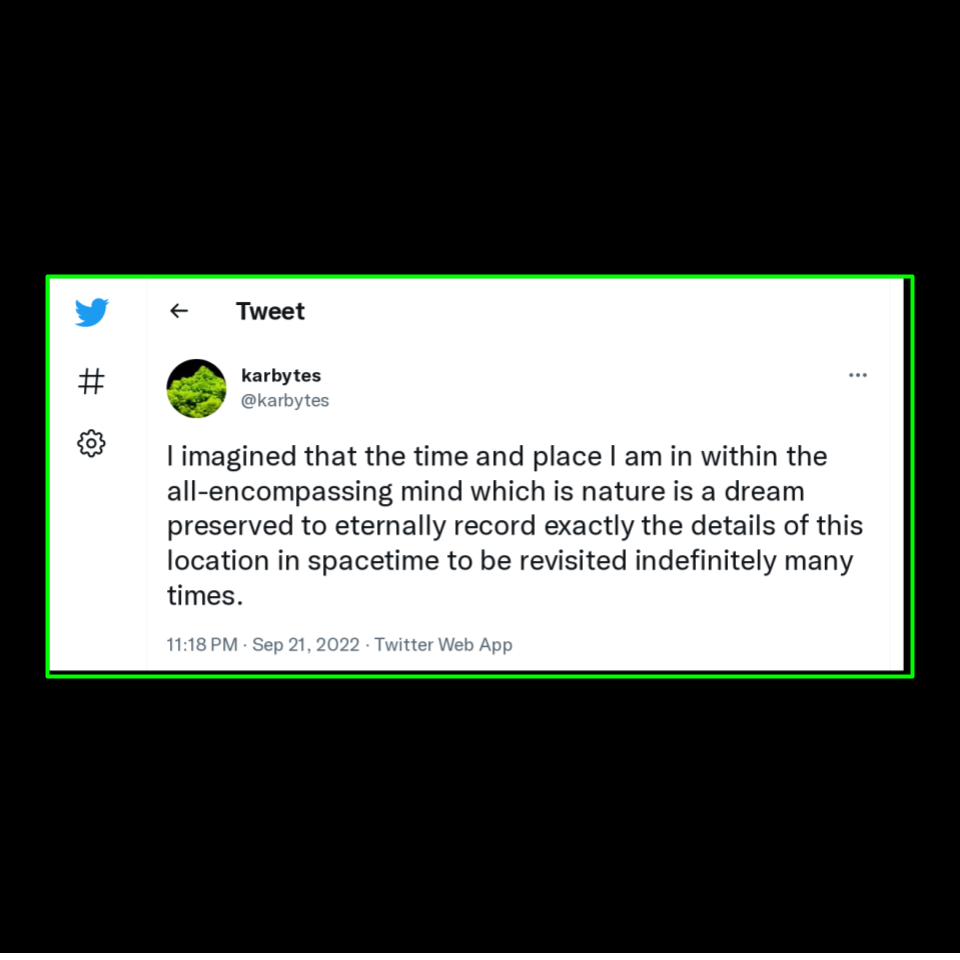 Tweet
karbytes
@karbytes
I imagined that the time and place I am in within the
all-encompassing mind which is nature is a dream
preserved to eternally record exactly the details of this
location in spacetime to be revisited indefinitely many
times.
11:18 PM · Sep 21, 2022 · Twitter Web App